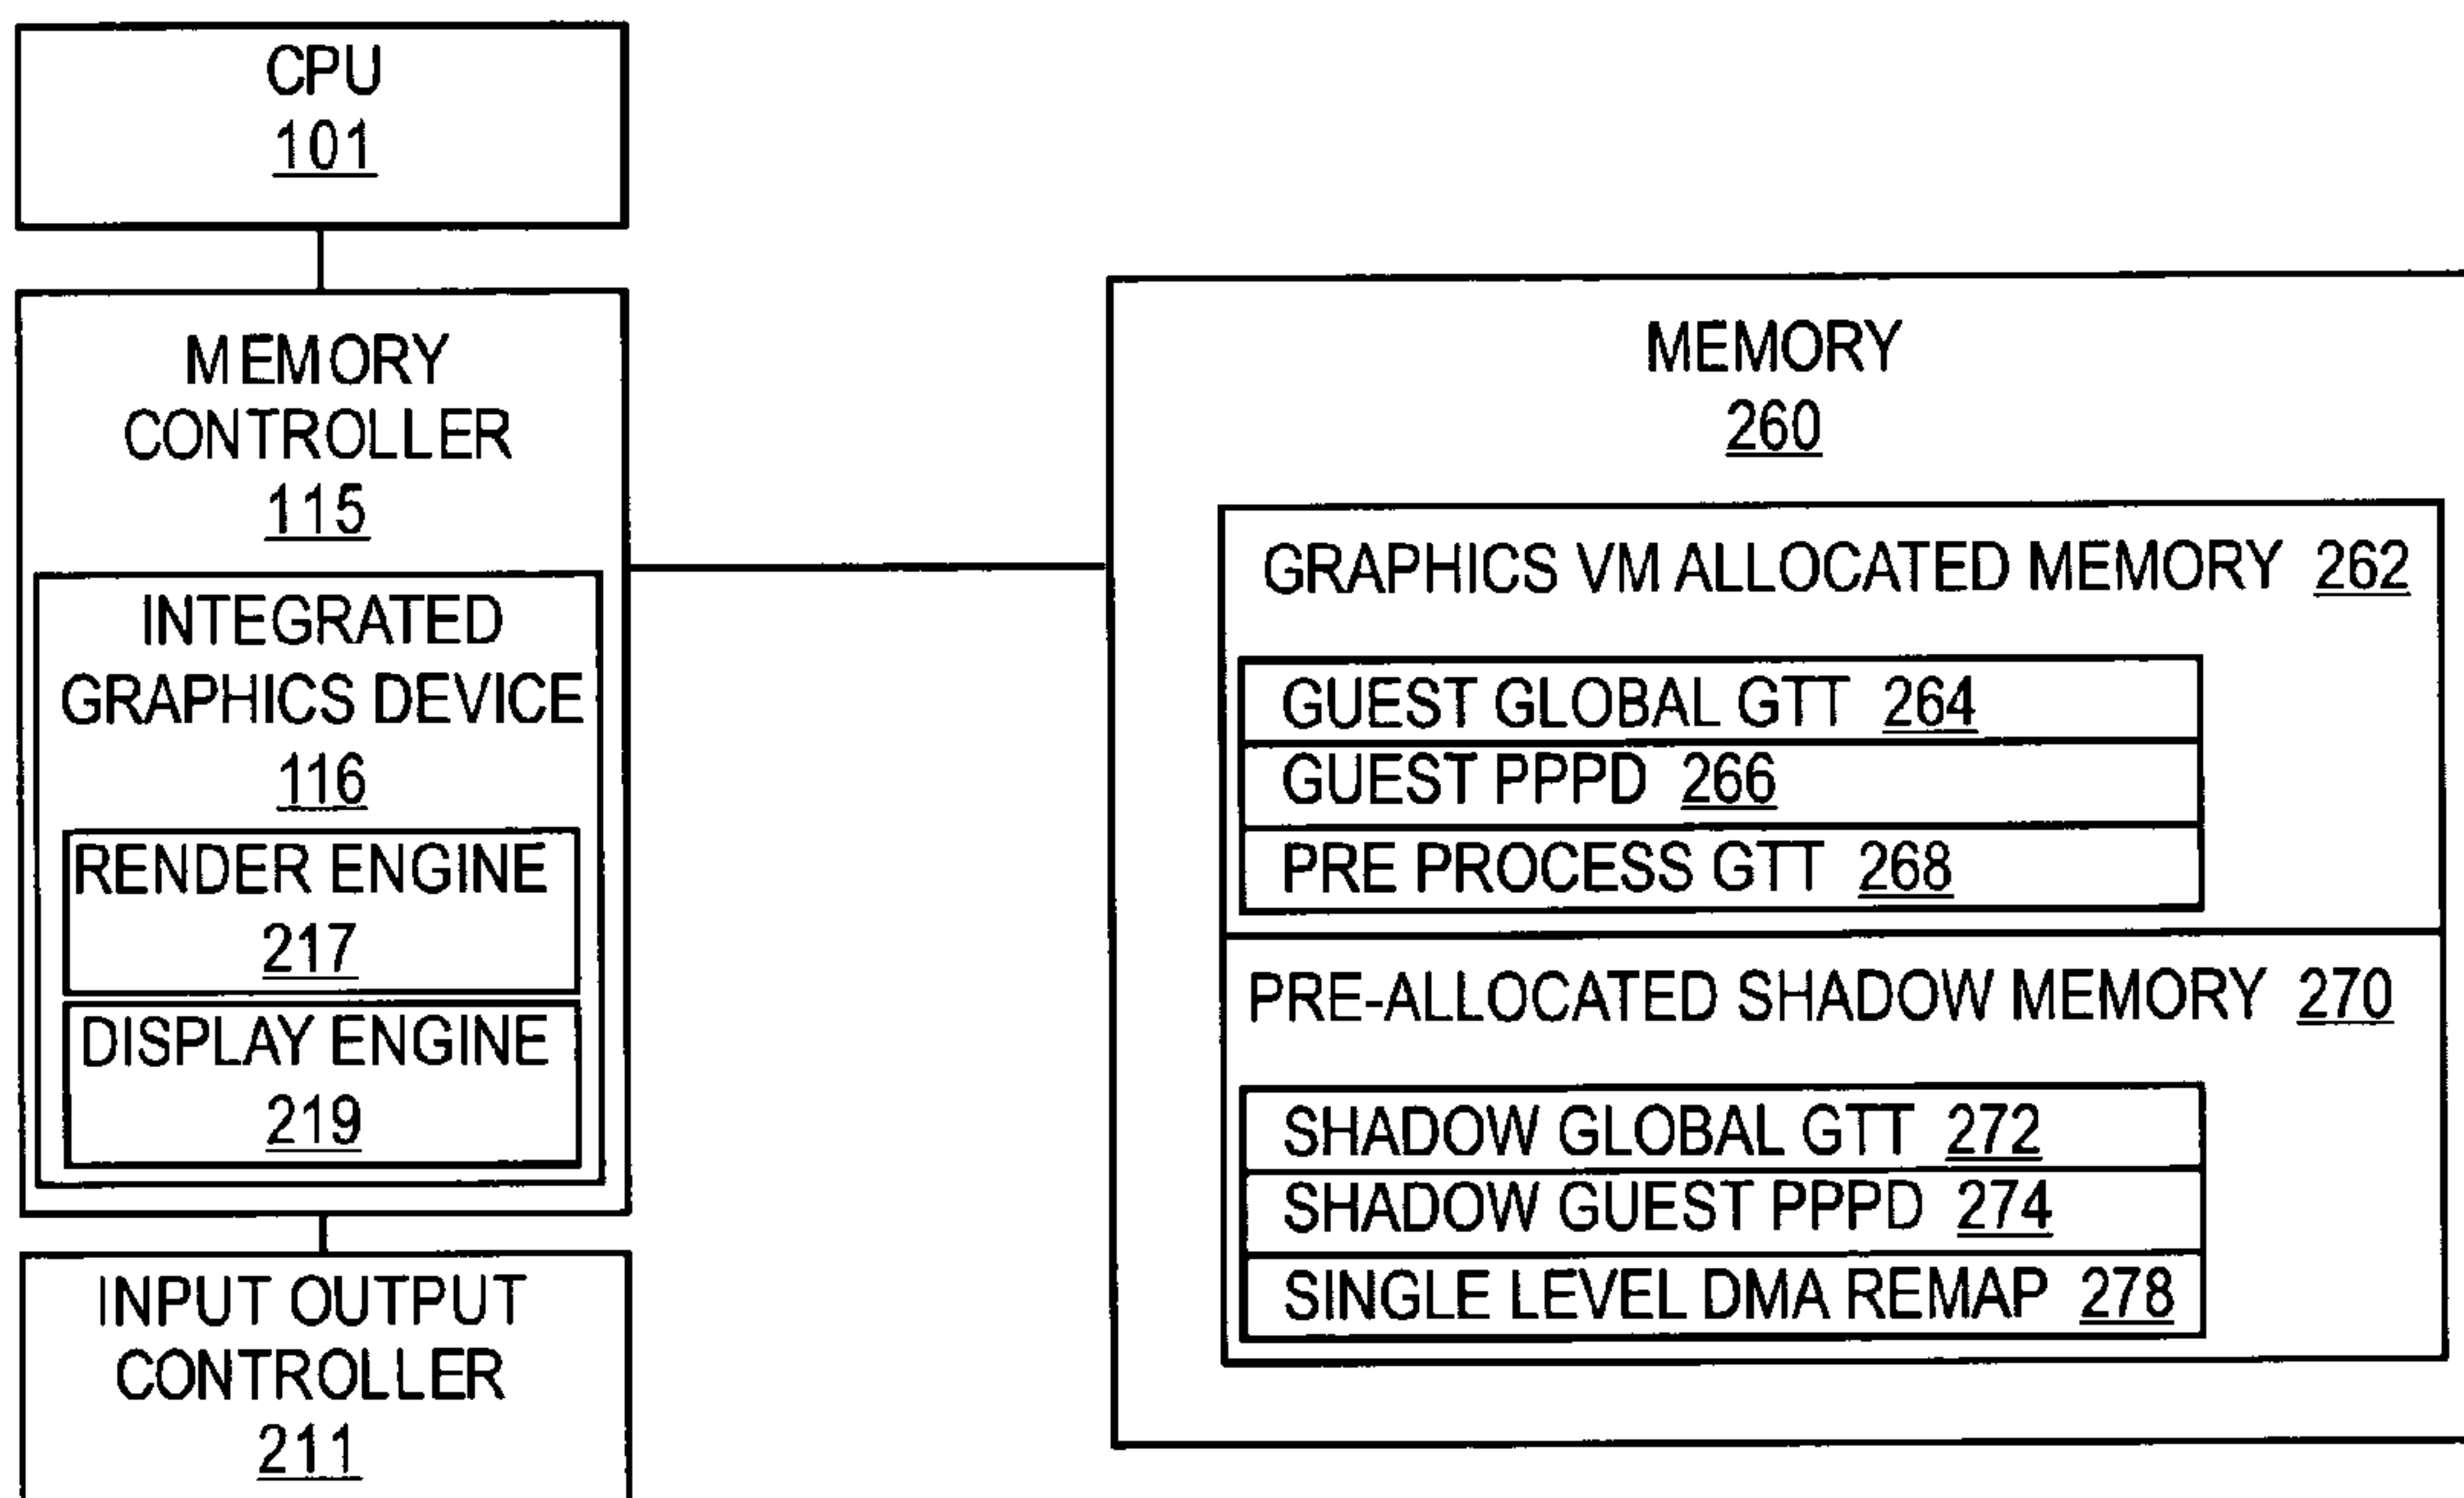 CPU
101
MEMORY
CONTROLLER
115
INTEGRATED
GRAPHICS DEVICE
116
RENDER ENGINE
217
DISPLAY ENGINE
219
INPUT OUTPUT
CONTROLLER
211
MEMORY
260
GRAPHICS VM ALLOCATED MEMORY 262
GUEST GLOBAL GTT 264
GUEST PPPD 266
PRE PROCESS GTT 268
PRE-ALLOCATED SHADOW MEMORY 270
SHADOW GLOBAL GTT 272
SHADOW GUEST PPPD 274
SINGLE LEVEL DMA REMAP 278